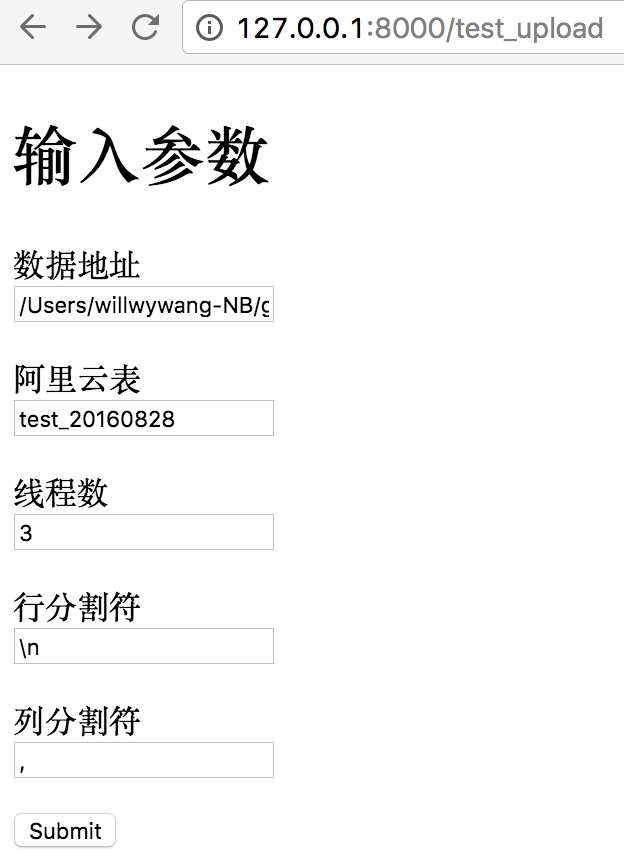 127.0.0.1:8000/test_upload
输入参数
数据地址
/Users/willwywang-NB/g
阿里云表
test_20160828
线程数
3
行分割符
\n
列分割符
,
Submit